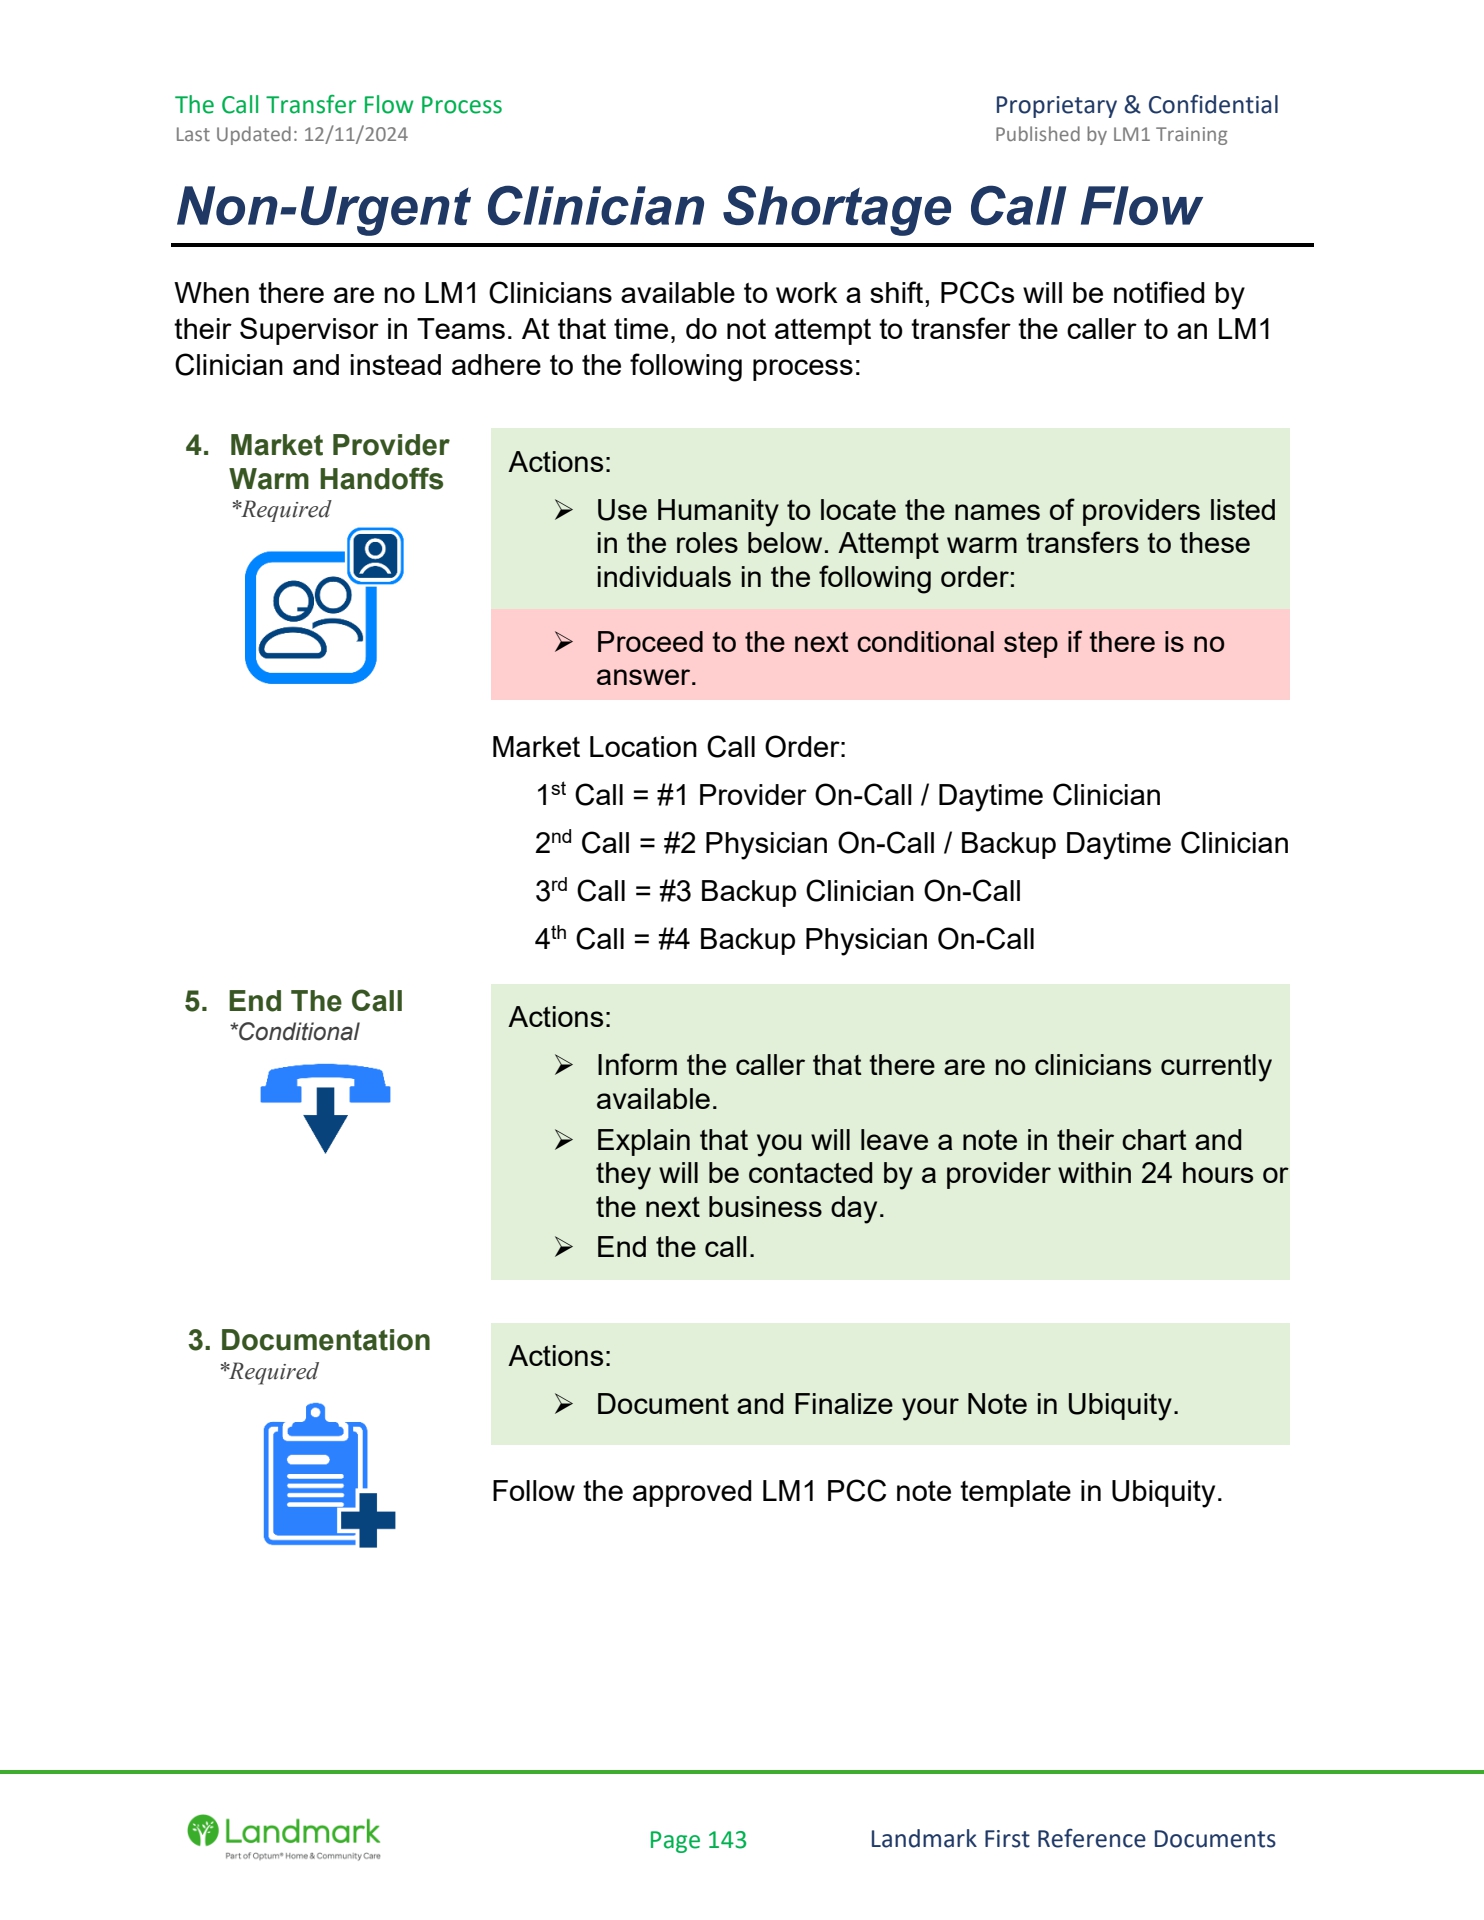 The Call Transfer Flow Process
Proprietary & Confidential
Last Updated: 12/11/2024
Published by LM1 Training
Non-Urgent Clinician Shortage Call Flow
When there are no LM1 Clinicians available to work a shift, PCCs will be notified by
their Supervisor in Teams. At that time, do not attempt to transfer the caller to an LM1
Clinician and instead adhere to the following process:
4. Market Provider
Warm Handoffs
*Required
Actions:
➢ Use Humanity to locate the names of providers listed
in the roles below. Attempt warm transfers to these
individuals in the following order:
➢ Proceed to the next conditional step if there is no
answer.
Market Location Call Order:
1st Call = #1 Provider On-Call / Daytime Clinician
2nd Call = #2 Physician On-Call / Backup Daytime Clinician
3rd Call = #3 Backup Clinician On-Call
4th Call = #4 Backup Physician On-Call
5. End The Call
*Conditional
Actions:
➢ Inform the caller that there are no clinicians currently
available.
➢ Explain that you will leave a note in their chart and
they will be contacted by a provider within 24 hours or
the next business day.
➢ End the call.
3. Documentation
*Required
Actions:
➢ Document and Finalize your Note in Ubiquity.
Follow the approved LM1 PCC note template in Ubiquity.
Landmark
Part of Optum® Home & Community Care
Page 143
Landmark First Reference Documents